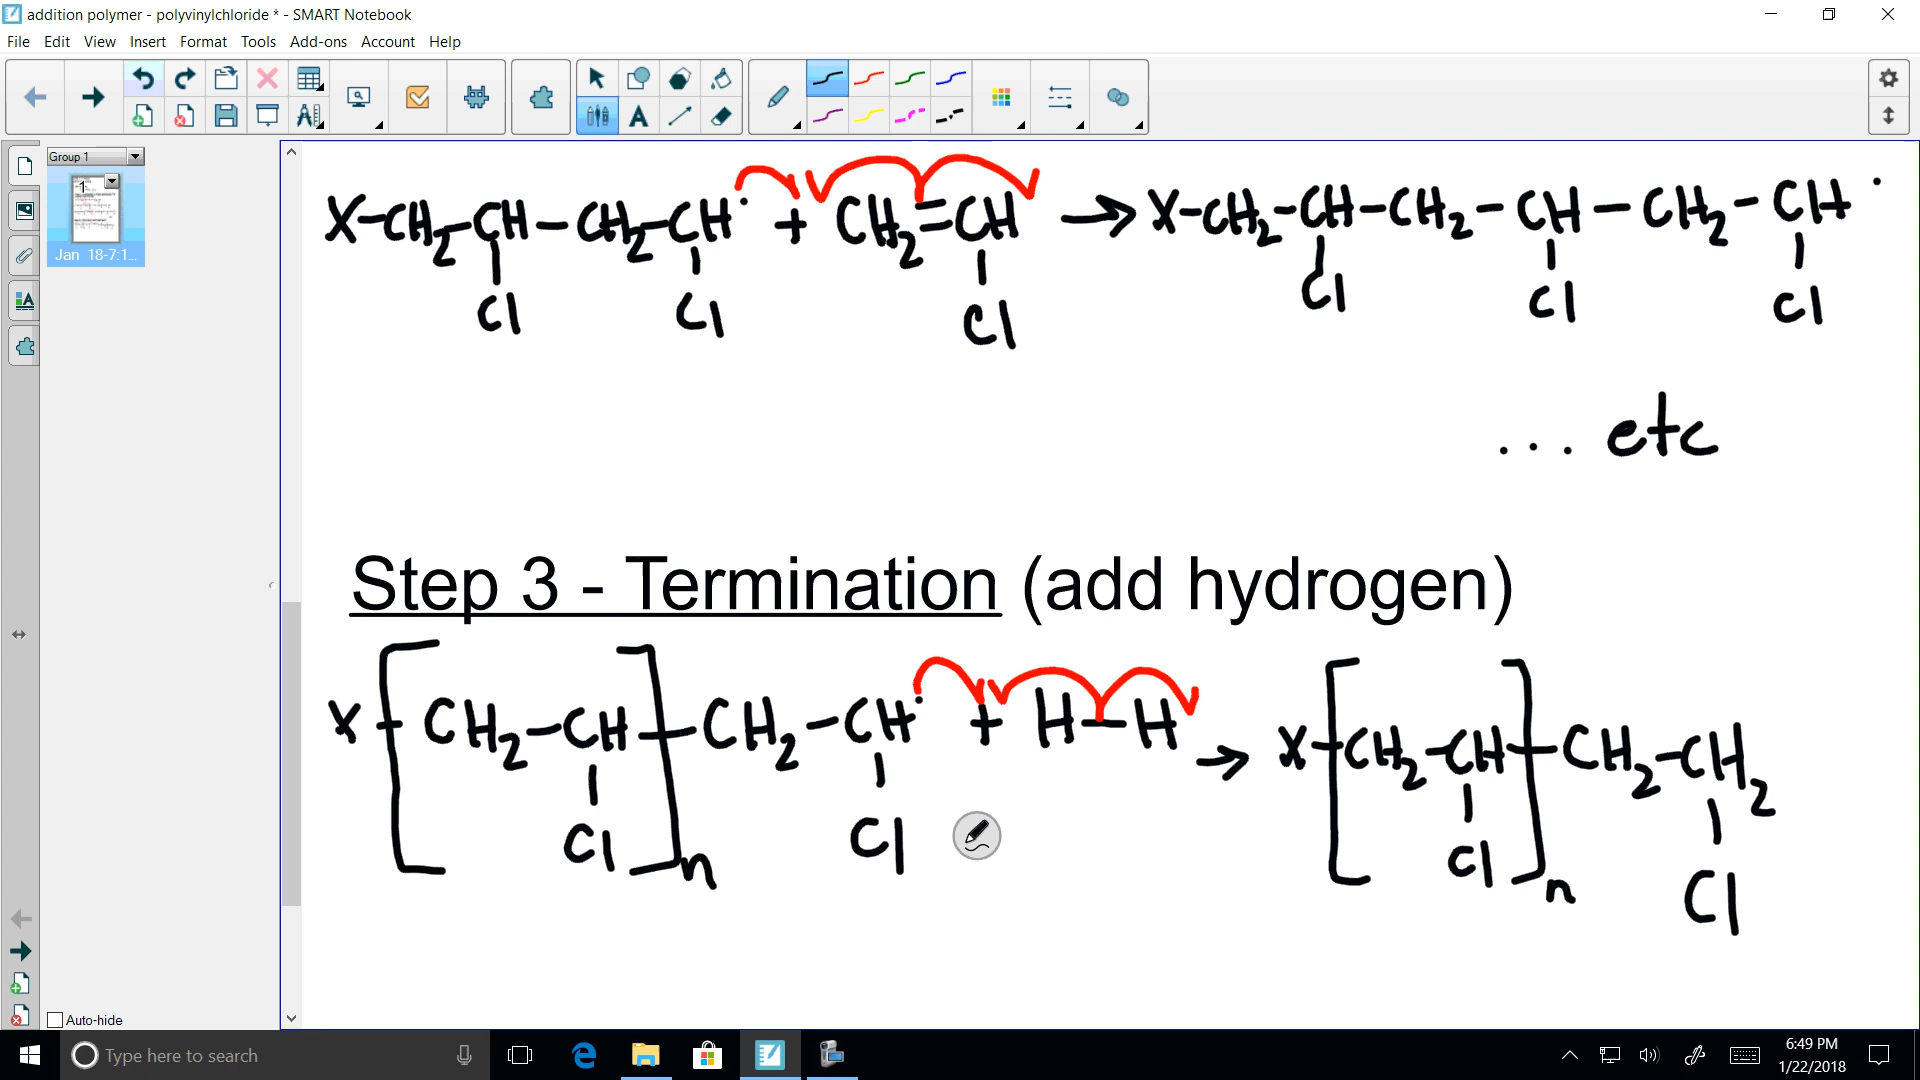 addition polymer - polyvinylchloride * - SMART Notebook
File Edit View Insert Format Tools Add-ons Account Help
Group 1
1
Jan 18-7:1...
X-CH₂-CH-CH₂-CH· + CH₂=CH → X-CH₂-CH-CH₂-CH-CH₂-CH·
Cl Cl Cl Cl Cl Cl
... etc
Step 3 - Termination (add hydrogen)
X-[CH₂-CH]-CH₂-CH· + H-H → X-[CH₂-CH]-CH₂-CH₂
Cl n Cl Cl n Cl
Auto-hide
Type here to search
6:49 PM
1/22/2018